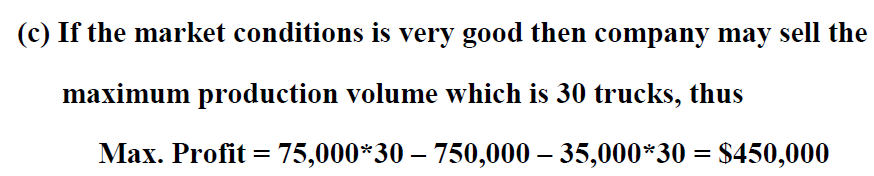 (c) If the market conditions is very good then company may sell the
maximum production volume which is 30 trucks, thus
Max. Profit = 75,000*30 – 750,000 – 35,000*30 = $450,000